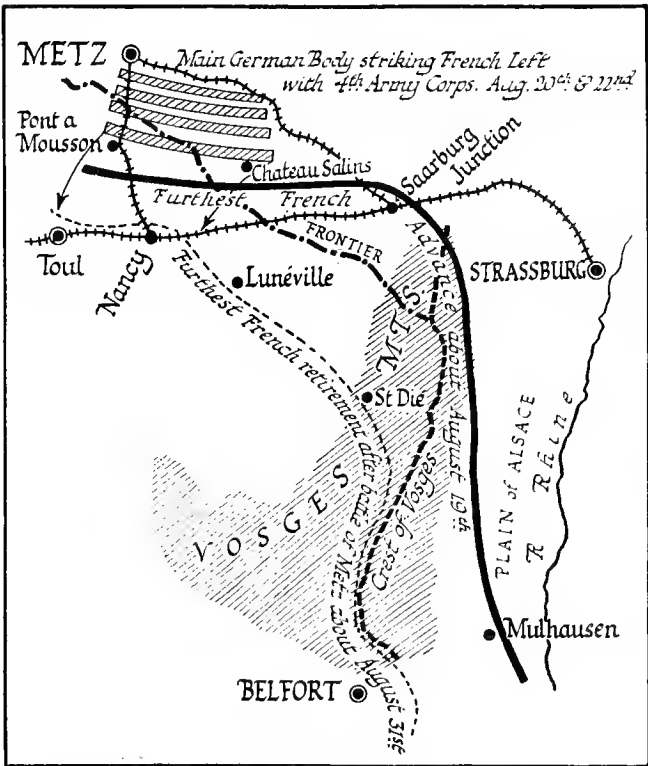 METZ
Main German Body striking French Left
with 4th Army Corps. Aug. 20th & 22nd
Pont a
Mousson
Chateau Salins
Saarburg
Junction
Furthest French Advance about August 19th
FRONTIER
Toul
Nancy
Lunéville
STRASSBURG
Furthest French retirement after battle of Metz about August 31st
St Dié
VOSGES MTS.
Crest of Vosges
PLAIN of ALSACE
R Rhine
Mulhausen
BELFORT